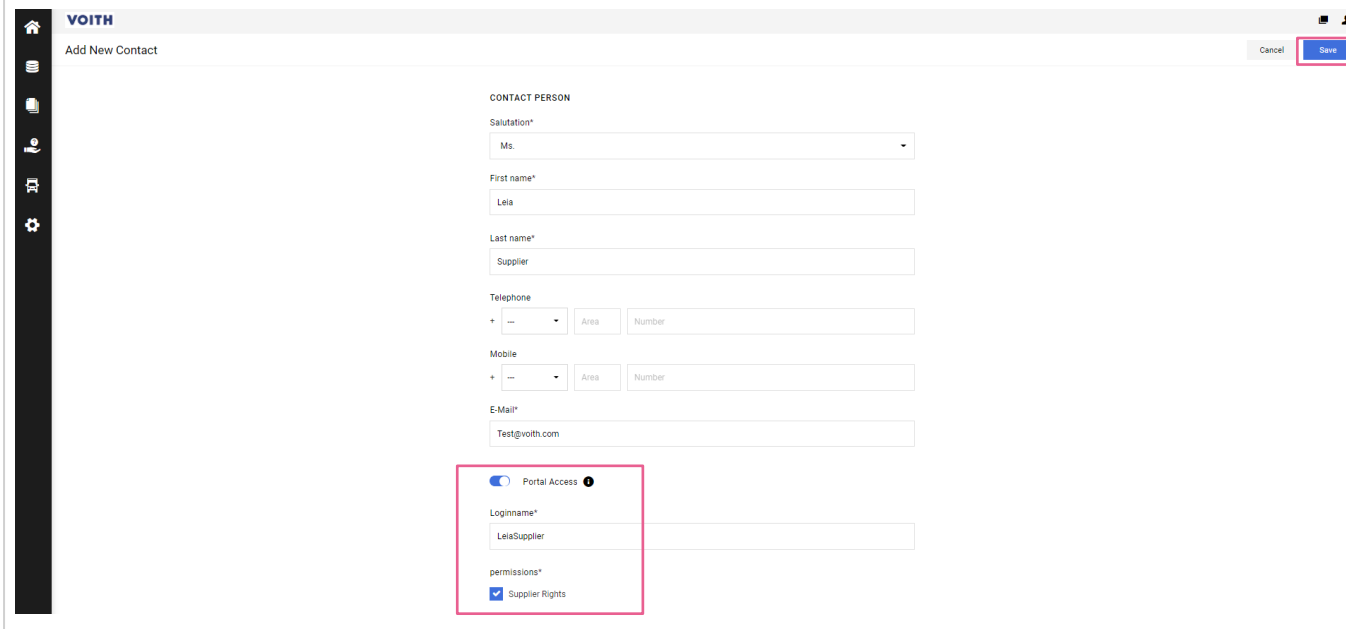 VOITH
Add New Contact
Cancel
Save
CONTACT PERSON
Salutation*
Ms.
First name*
Leia
Last name*
Supplier
Telephone
+ --- Area Number
Mobile
+ --- Area Number
E-Mail*
Test@voith.com
Portal Access
Loginname*
LeiaSupplier
permissions*
Supplier Rights